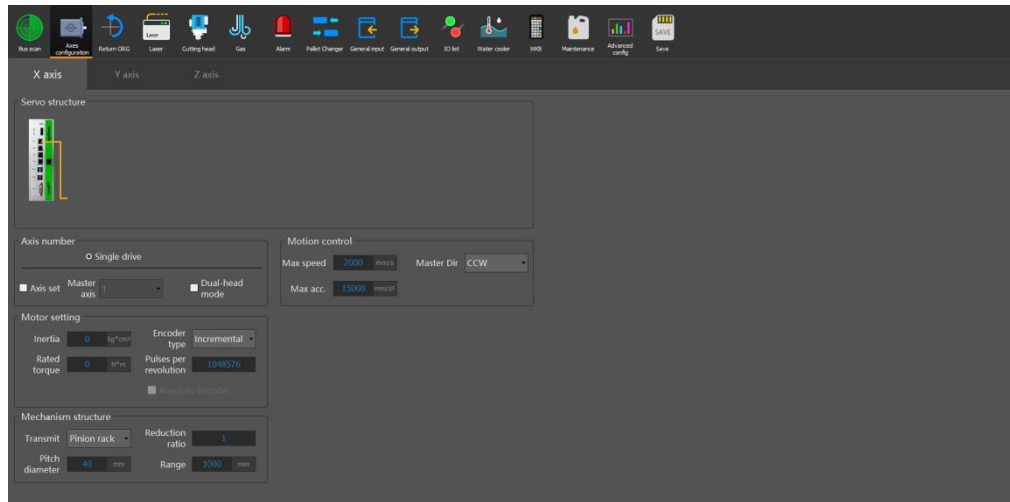 Bus scan
Axes configuration
Return ORG
Laser
Laser
Cutting head
Gas
Alarm
Pallet Changer
General input
General output
IO list
Water cooler
WKB
Maintenance
Advanced config
SAVE
Save
X axis Y axis Z axis
Servo structure
Axis number
Single drive
Axis set
Master axis
1
Dual-head mode
Motion control
Max speed 2000 mm/s Master Dir CCW
Max acc. 15000 mm/s²
Motor setting
Inertia 0 kg*cm²
Encoder type
Incremental
Rated torque
0 N*m
Pulses per revolution
1048576
Absolute encoder
Mechanism structure
Transmit Pinion rack
Reduction ratio
1
Pitch diameter
40 mm
Range 1000 mm